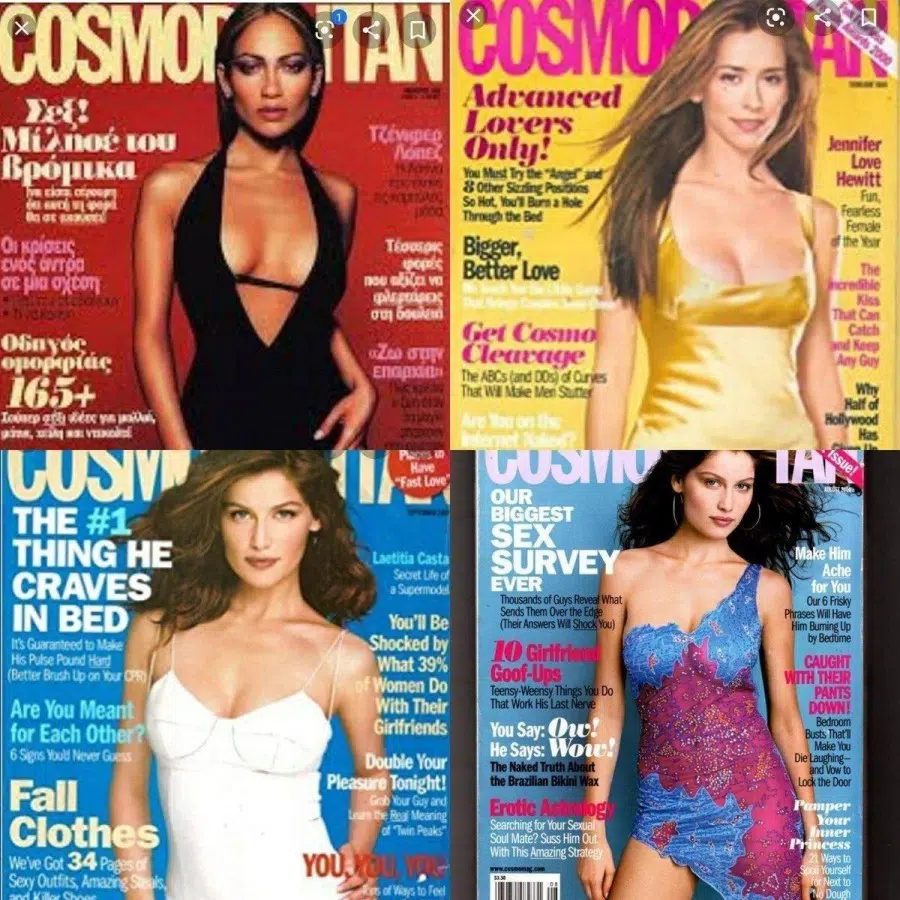 COSMOPOLITAN
Σεξ!
Μίλησέ του
βρόμικα
Οι κρίσεις
ενός άντρα
σε μία σχέση
Οδηγός
ομορφιάς
165+
Τζένιφερ
Λόπεζ
Τέσσερις
φορές
που αξίζει να
φλερτάρεις
στη δουλειά
«Ζω στην
επαρχία»
COSMOPOLITAN
Advanced
Lovers
Only!
You Must Try the "Angel" and
8 Other Sizzling Positions
So Hot, You'll Burn a Hole
Through the Bed
Bigger,
Better Love
Get Cosmo
Cleavage
The ABCs (and DDs) of Curves
That Will Make Men Stutter
Are You on the
Internet Naked?
Jennifer
Love
Hewitt
Fun,
Fearless
Female
of the Year
The
Incredible
Kiss
That Can
Catch
and Keep
Any Guy
Why
Half of
Hollywood
Has
COSMOPOLITAN
Places to
Have
"Fast Love"
THE #1
THING HE
CRAVES
IN BED
It's Guaranteed to Make
His Pulse Pound Hard
(Better Brush Up on Your CPR)
Are You Meant
for Each Other?
6 Signs You'd Never Guess
Fall
Clothes
We've Got 34 Pages of
Sexy Outfits, Amazing Steals,
and Killer Shoes
Laetitia Casta
Secret Life of
a Supermodel
You'll Be
Shocked by
What 39%
of Women Do
With Their
Girlfriends
Double Your
Pleasure Tonight!
Grab Your Guy and
Learn the Real Meaning
of "Twin Peaks"
YOU, YOU, YOU
Tons of Ways to Feel
COSMOPOLITAN
Issue!
OUR
BIGGEST
SEX
SURVEY
EVER
Thousands of Guys Reveal What
Sends Them Over the Edge
(Their Answers Will Shock You)
10 Girlfriend
Goof-Ups
Teensy-Weensy Things You Do
That Work His Last Nerve
You Say: Ow!
He Says: Wow!
The Naked Truth About
the Brazilian Bikini Wax
Erotic Astrology
Searching for Your Sexual
Soul Mate? Suss Him Out
With This Amazing Strategy
www.cosmomag.com
Make Him
Ache
for You
Our 6 Frisky
Phrases Will Have
Him Burning Up
by Bedtime
CAUGHT
WITH THEIR
PANTS
DOWN!
Bedroom
Busts That'll
Make You
Die Laughing—
and Vow to
Lock the Door
Pamper
Your
Inner
Princess
21 Ways to
Spoil Yourself
for Next to
No Dough